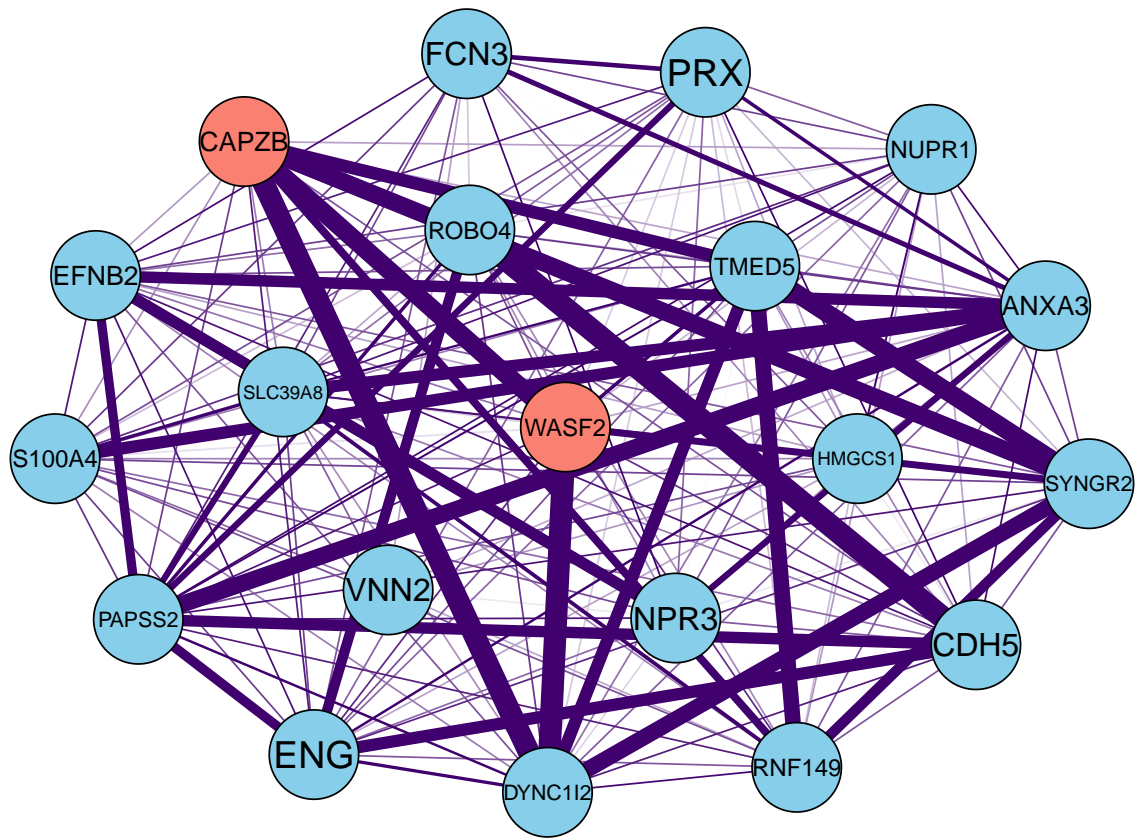 FCN3
PRX
CAPZB
NUPR1
ROBO4
EFNB2
TMED5
ANXA3
SLC39A8
WASF2
S100A4
HMGCS1
SYNGR2
VNN2
PAPSS2
NPR3
CDH5
ENG
RNF149
DYNC1I2